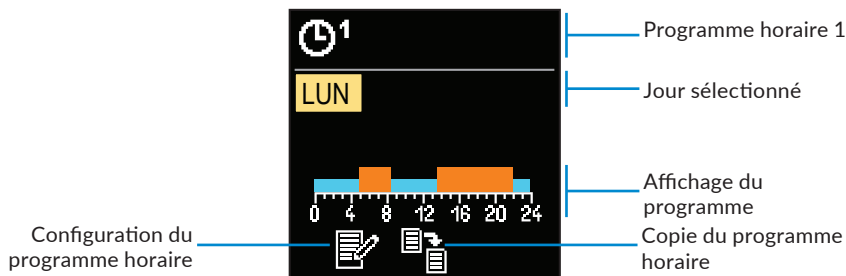 1
Programme horaire 1
LUN
Jour sélectionné
Affichage du
programme
0 4 8 12 16 20 24
Configuration du
programme horaire
Copie du programme
horaire